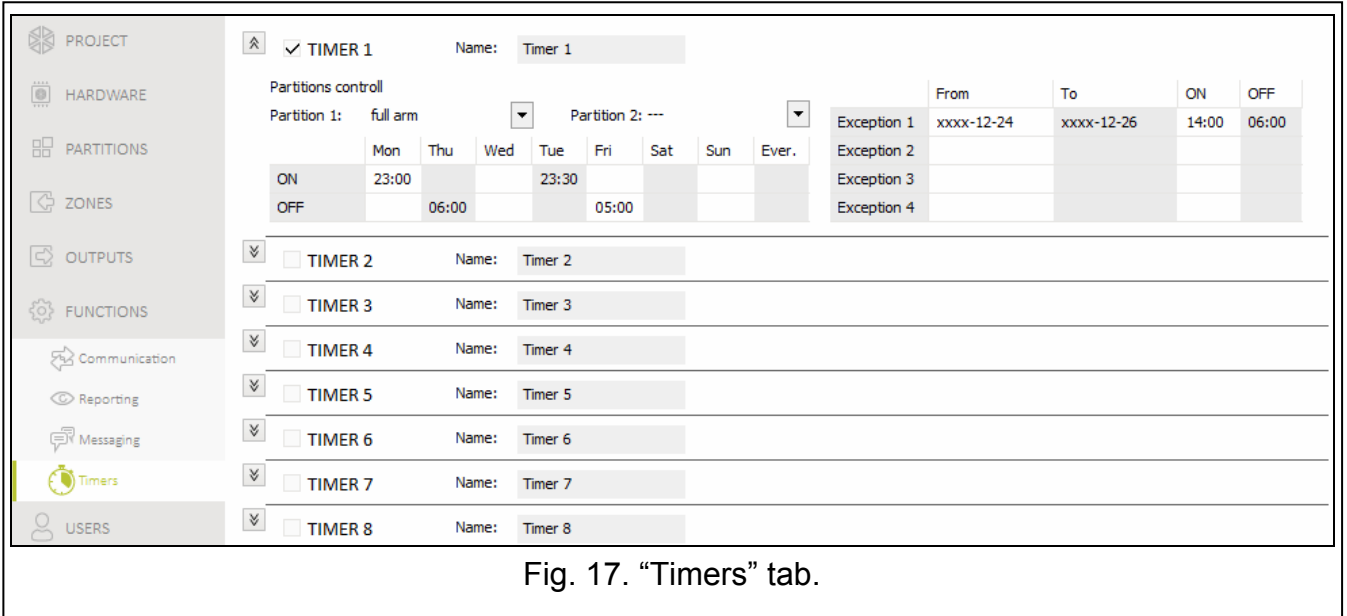 PROJECT
HARDWARE
PARTITIONS
ZONES
OUTPUTS
FUNCTIONS
Communication
Reporting
Messaging
Timers
USERS
TIMER 1 Name: Timer 1
Partitions controll
Partition 1: full arm Partition 2: ---
Mon Thu Wed Tue Fri Sat Sun Ever.
ON 23:00 23:30
OFF 06:00 05:00
From To ON OFF
Exception 1 xxxx-12-24 xxxx-12-26 14:00 06:00
Exception 2
Exception 3
Exception 4
TIMER 2 Name: Timer 2
TIMER 3 Name: Timer 3
TIMER 4 Name: Timer 4
TIMER 5 Name: Timer 5
TIMER 6 Name: Timer 6
TIMER 7 Name: Timer 7
TIMER 8 Name: Timer 8
Fig. 17. “Timers” tab.